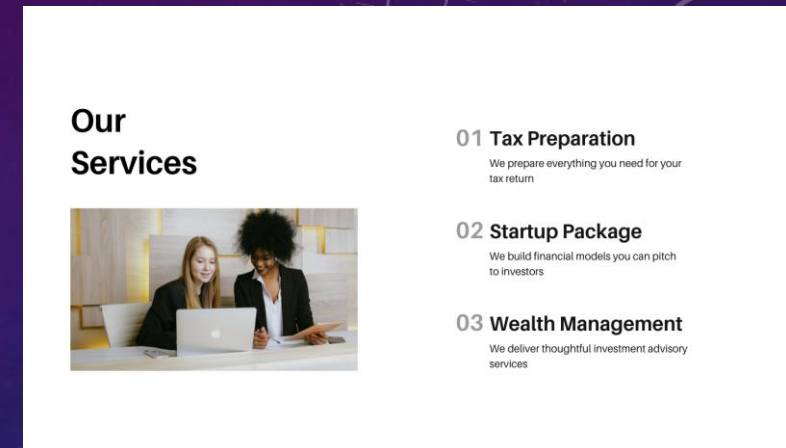 Our
Services
01 Tax Preparation
We prepare everything you need for your
tax return
02 Startup Package
We build financial models you can pitch
to investors
03 Wealth Management
We deliver thoughtful investment advisory
services